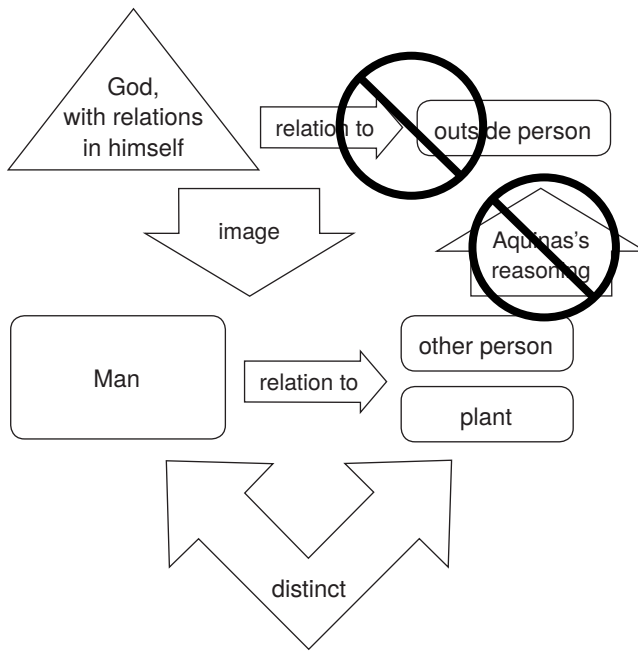 God,
with relations
in himself
relation to
outside person
image
Aquinas's
reasoning
Man
relation to
other person
plant
distinct